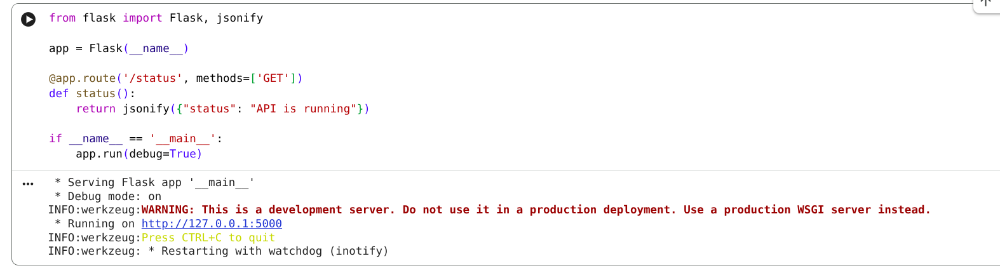 from flask import Flask, jsonify
app = Flask(__name__)
@app.route('/status', methods=['GET'])
def status():
    return jsonify({"status": "API is running"})
if __name__ == '__main__':
    app.run(debug=True)
 * Serving Flask app '__main__'
 * Debug mode: on
INFO:werkzeug:WARNING: This is a development server. Do not use it in a production deployment. Use a production WSGI server instead.
 * Running on http://127.0.0.1:5000
INFO:werkzeug:Press CTRL+C to quit
INFO:werkzeug: * Restarting with watchdog (inotify)